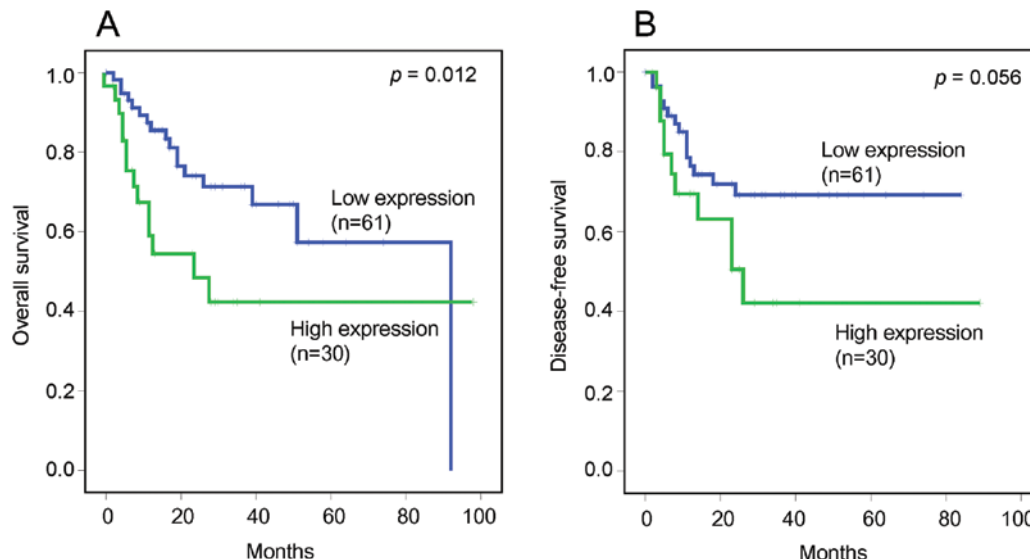 A
p = 0.012
Overall survival
1.0
0.8
0.6
0.4
0.2
0.0
Low expression
(n=61)
High expression
(n=30)
0 20 40 60 80 100
Months
B
p = 0.056
Disease-free survival
1.0
0.8
0.6
0.4
0.2
0.0
Low expression
(n=61)
High expression
(n=30)
0 20 40 60 80 100
Months